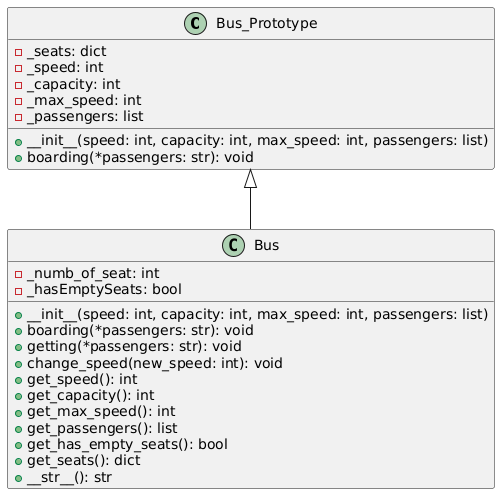 C Bus_Prototype
_seats: dict
_speed: int
_capacity: int
_max_speed: int
_passengers: list
__init__(speed: int, capacity: int, max_speed: int, passengers: list)
boarding(*passengers: str): void
C Bus
_numb_of_seat: int
_hasEmptySeats: bool
__init__(speed: int, capacity: int, max_speed: int, passengers: list)
boarding(*passengers: str): void
getting(*passengers: str): void
change_speed(new_speed: int): void
get_speed(): int
get_capacity(): int
get_max_speed(): int
get_passengers(): list
get_has_empty_seats(): bool
get_seats(): dict
__str__(): str